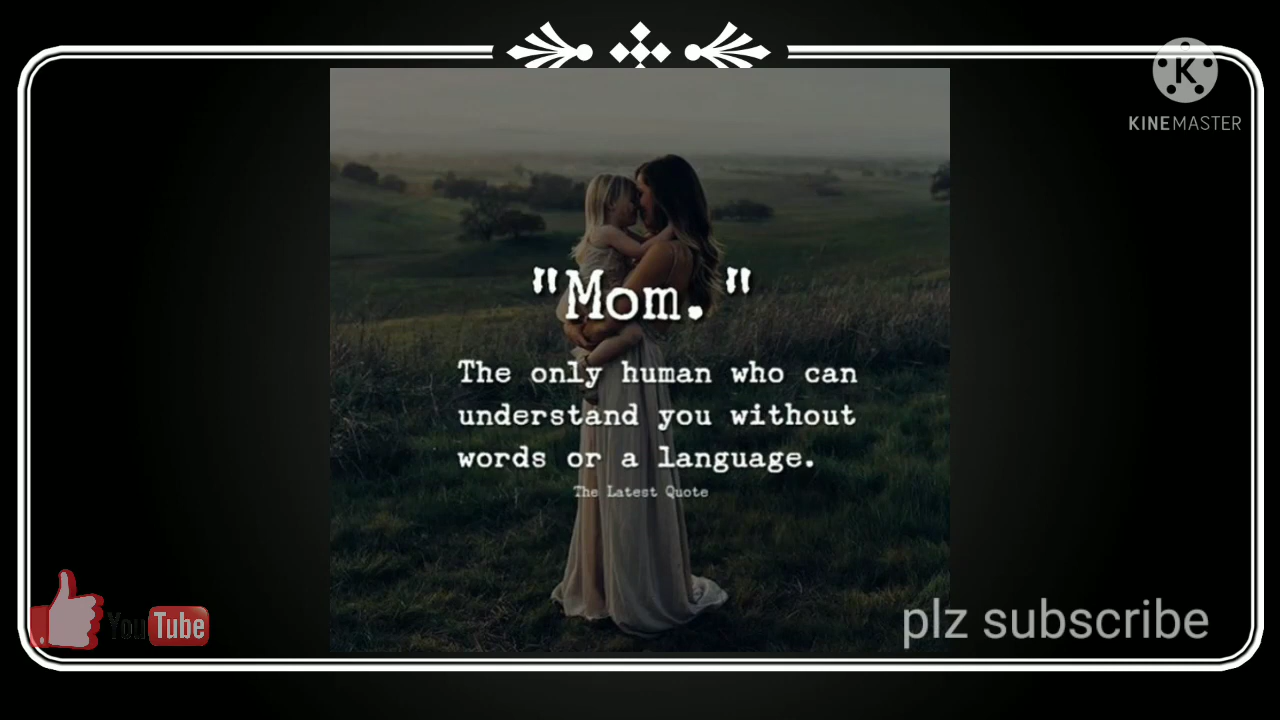 K
KINEMASTER
"Mom."
The only human who can
understand you without
words or a language.
The Latest Quote
YouTube
plz subscribe